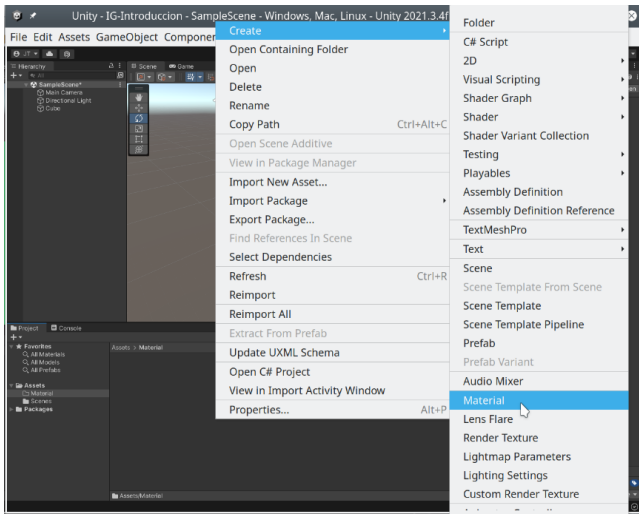 Unity - IG-Introduccion - SampleScene - Windows, Mac, Linux - Unity 2021.3.4f
File Edit Assets GameObject Componer
JT
Hierarchy
Scene
Game
All
SampleScene*
Main Camera
Directional Light
Cube
Create
Open Containing Folder
Open
Delete
Rename
Copy Path Ctrl+Alt+C
Open Scene Additive
View in Package Manager
Import New Asset...
Import Package
Export Package...
Find References In Scene
Select Dependencies
Refresh Ctrl+R
Reimport
Reimport All
Extract From Prefab
Update UXML Schema
Open C# Project
View in Import Activity Window
Properties... Alt+P
Folder
C# Script
2D
Visual Scripting
Shader Graph
Shader
Shader Variant Collection
Testing
Playables
Assembly Definition
Assembly Definition Reference
TextMeshPro
Text
Scene
Scene Template From Scene
Scene Template
Scene Template Pipeline
Prefab
Prefab Variant
Audio Mixer
Material
Lens Flare
Render Texture
Lightmap Parameters
Lighting Settings
Custom Render Texture
Project
Console
Favorites
All Materials
All Models
All Prefabs
Assets
Material
Scenes
Packages
Assets > Material
Assets/Material